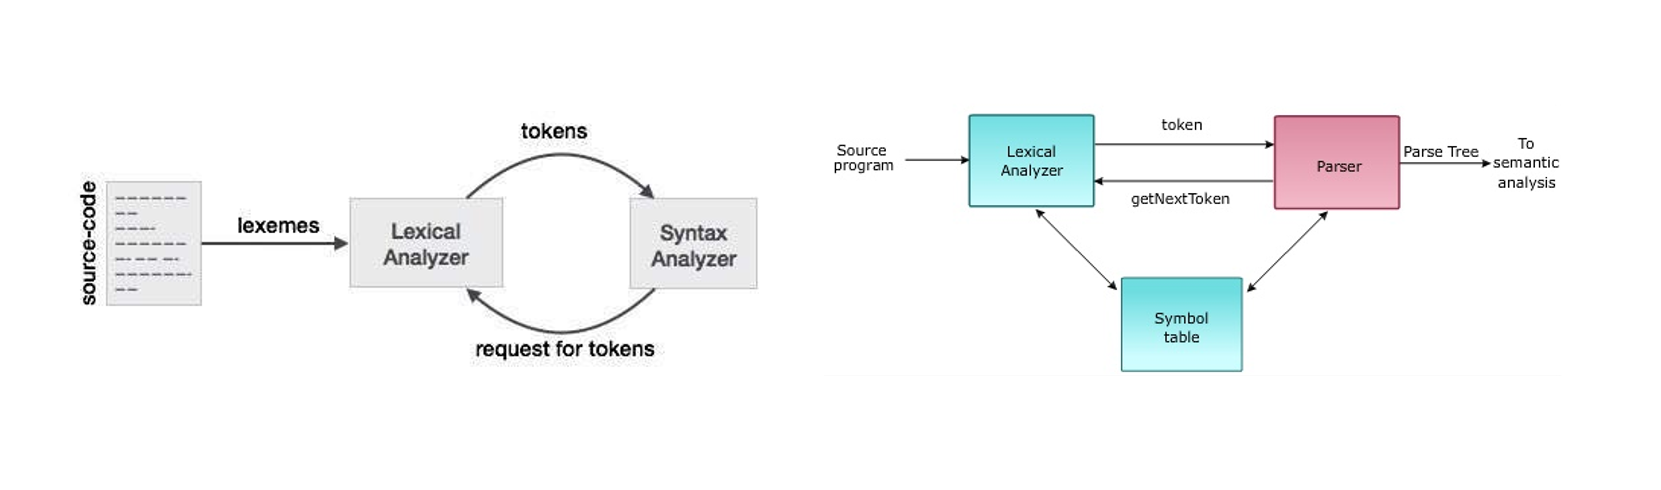 source-code
lexemes
tokens
Lexical
Analyzer
Syntax
Analyzer
request for tokens
Source
program
Lexical
Analyzer
token
getNextToken
Parser
Parse Tree
To
semantic
analysis
Symbol
table